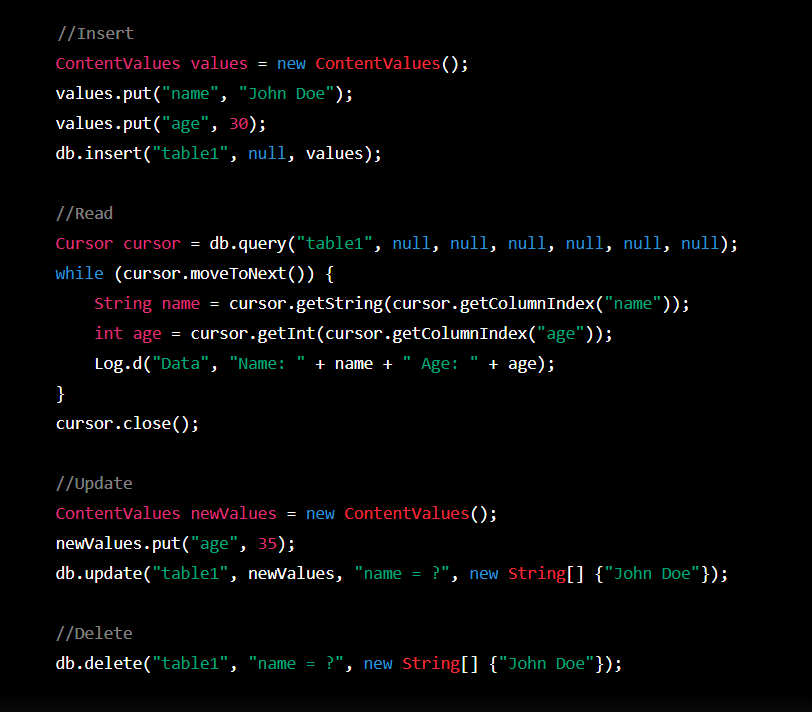 //Insert
ContentValues values = new ContentValues();
values.put("name", "John Doe");
values.put("age", 30);
db.insert("table1", null, values);

//Read
Cursor cursor = db.query("table1", null, null, null, null, null, null);
while (cursor.moveToNext()) {
    String name = cursor.getString(cursor.getColumnIndex("name"));
    int age = cursor.getInt(cursor.getColumnIndex("age"));
    Log.d("Data", "Name: " + name + " Age: " + age);
}
cursor.close();

//Update
ContentValues newValues = new ContentValues();
newValues.put("age", 35);
db.update("table1", newValues, "name = ?", new String[] {"John Doe"});

//Delete
db.delete("table1", "name = ?", new String[] {"John Doe"});